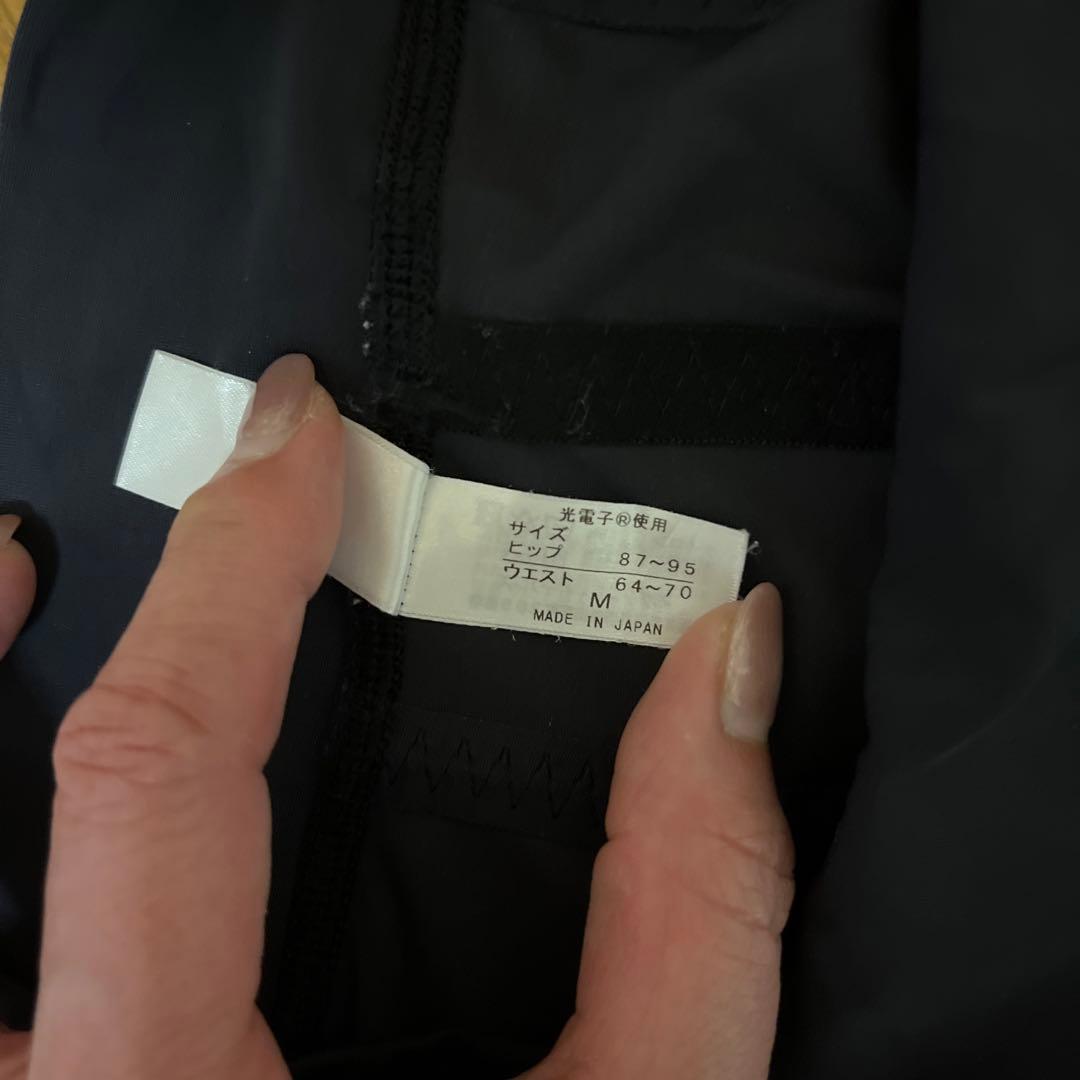 光電子®使用
サイズ
ヒップ 87〜95
ウエスト 64〜70
M
MADE IN JAPAN